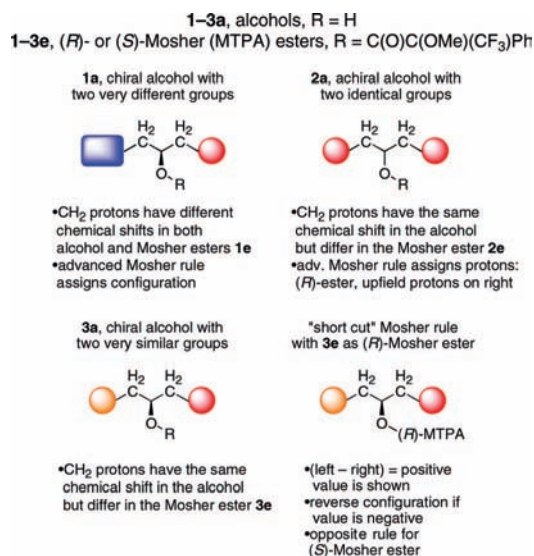 1–3a, alcohols, R = H
1–3e, (R)- or (S)-Mosher (MTPA) esters, R = C(O)C(OMe)(CF3)Ph
1a, chiral alcohol with
two very different groups
H2 H2
C C
O
R
•CH2 protons have different
chemical shifts in both
alcohol and Mosher esters 1e
•advanced Mosher rule
assigns configuration
2a, achiral alcohol with
two identical groups
H2 H2
C C
O
R
•CH2 protons have the same
chemical shift in the alcohol
but differ in the Mosher ester 2e
•adv. Mosher rule assigns protons:
(R)-ester, upfield protons on right
3a, chiral alcohol with
two very similar groups
H2 H2
C C
O
R
•CH2 protons have the same
chemical shift in the alcohol
but differ in the Mosher ester 3e
"short cut" Mosher rule
with 3e as (R)-Mosher ester
H2 H2
C C
O
(R)-MTPA
•(left – right) = positive
value is shown
•reverse configuration if
value is negative
•opposite rule for
(S)-Mosher ester